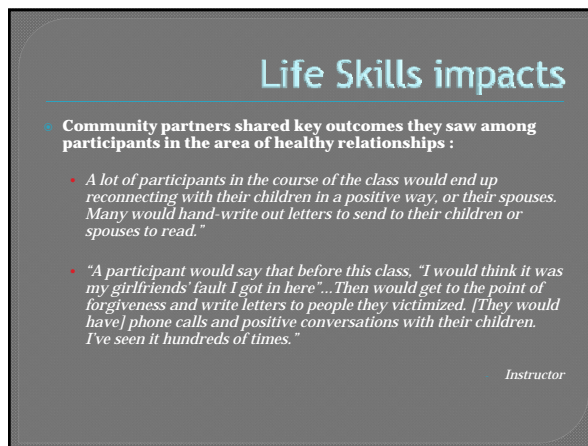 Life Skills impacts
Community partners shared key outcomes they saw among
participants in the area of healthy relationships :
A lot of participants in the course of the class would end up
reconnecting with their children in a positive way, or their spouses.
Many would hand-write out letters to send to their children or
spouses to read.”
“A participant would say that before this class, “I would think it was
my girlfriends’ fault I got in here”…Then would get to the point of
forgiveness and write letters to people they victimized. [They would
have] phone calls and positive conversations with their children.
I’ve seen it hundreds of times.”
Instructor